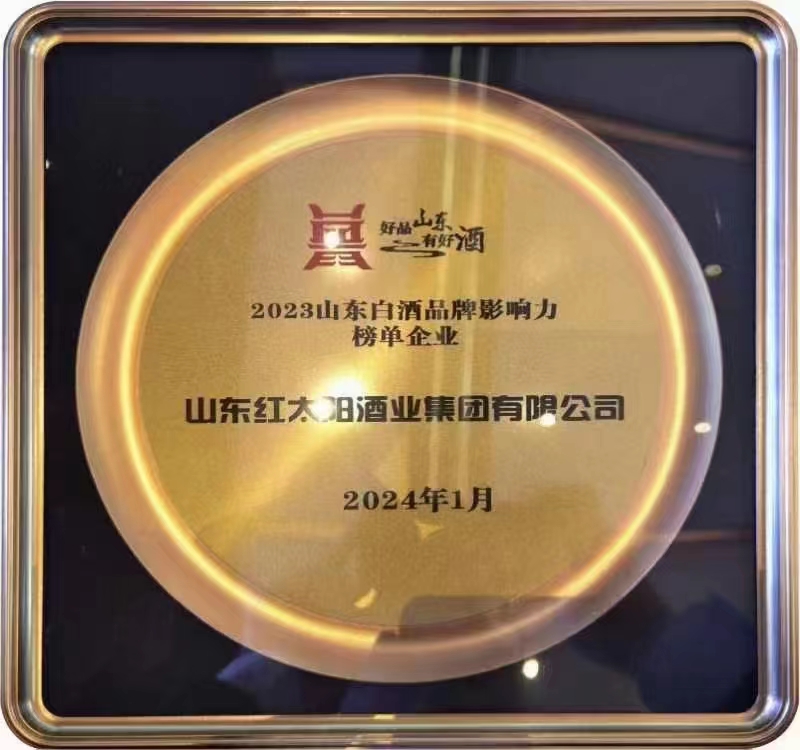 好品山东
有好酒
2023山东白酒品牌影响力
榜单企业
山东红太阳酒业集团有限公司
2024年1月